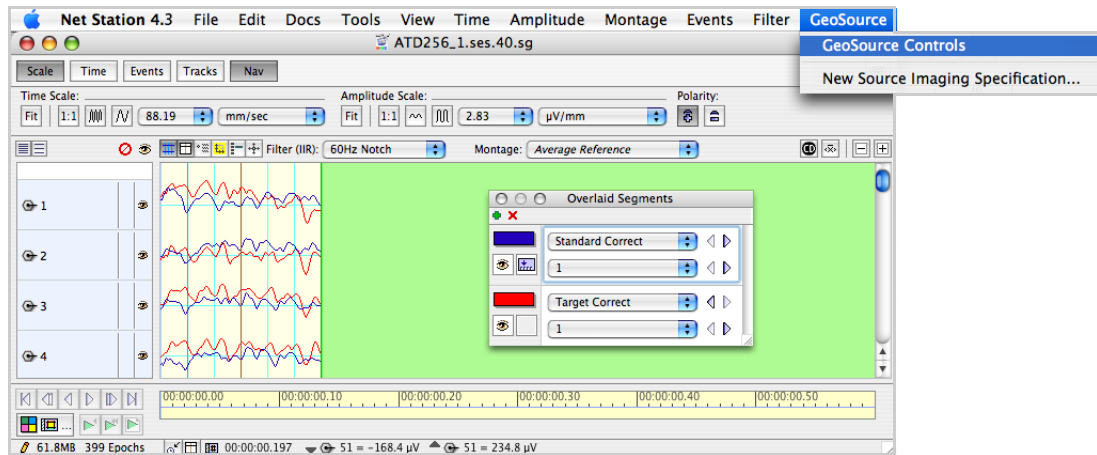 Net Station 4.3 File Edit Docs Tools View Time Amplitude Montage Events Filter GeoSource
ATD256_1.ses.40.sg
GeoSource Controls
New Source Imaging Specification...
Scale Time Events Tracks Nav
Time Scale: Amplitude Scale: Polarity:
Fit 1:1 88.19 mm/sec Fit 1:1 2.83 µV/mm
Filter (IIR): 60Hz Notch Montage: Average Reference
Overlaid Segments
1
Standard Correct
2
1
3
Target Correct
1
4
00:00:00.00 00:00:00.10 00:00:00.20 00:00:00.30 00:00:00.40 00:00:00.50
61.8MB 399 Epochs 00:00:00.197 51 = -168.4 µV 51 = 234.8 µV